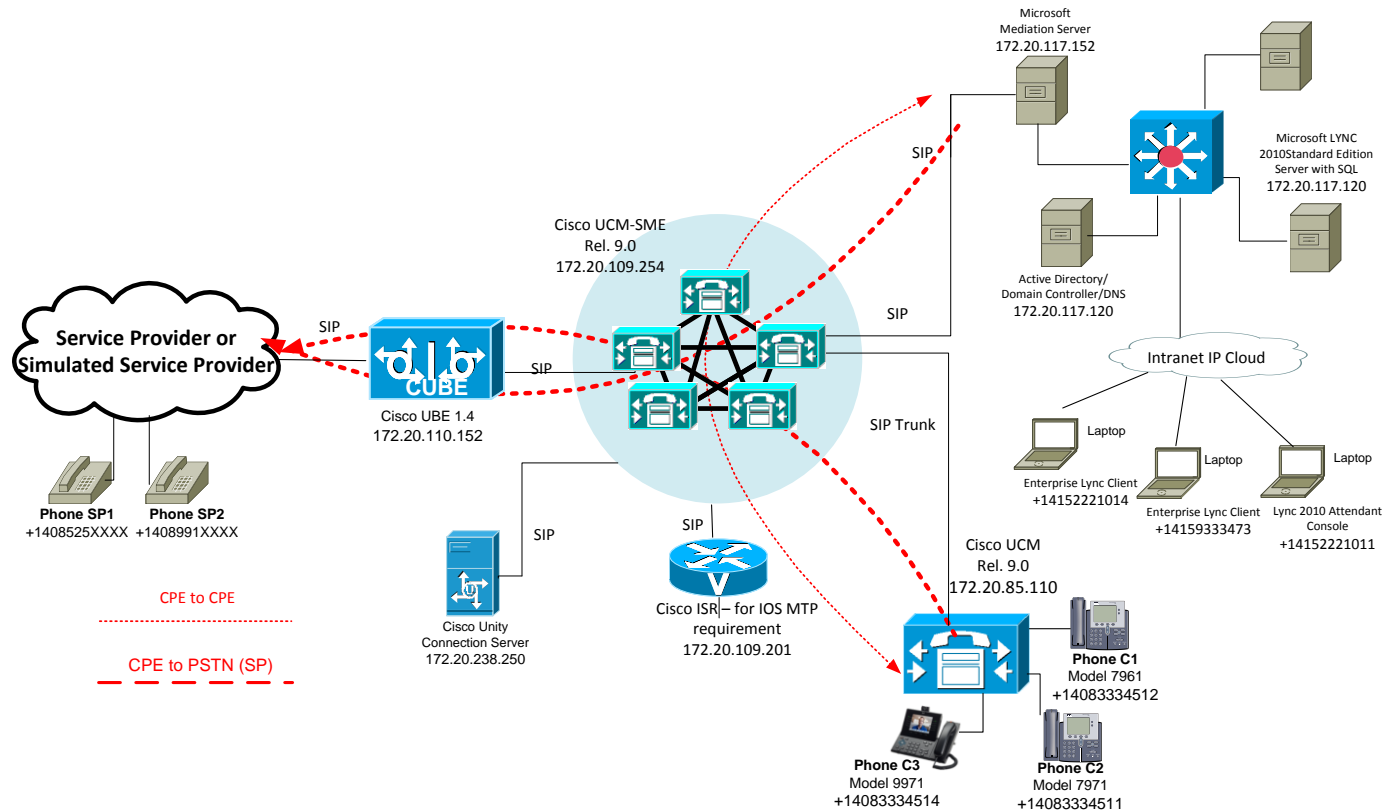 Microsoft
Mediation Server
172.20.117.152
SIP
Microsoft LYNC
2010Standard Edition
Server with SQL
172.20.117.120
Active Directory/
Domain Controller/DNS
172.20.117.120
Cisco UCM-SME
Rel. 9.0
172.20.109.254
SIP
Service Provider or
Simulated Service Provider
SIP
CUBE
SIP
Cisco UBE 1.4
172.20.110.152
Intranet IP Cloud
SIP Trunk
Laptop
Enterprise Lync Client
+14152221014
Laptop
Enterprise Lync Client
+14159333473
Laptop
Lync 2010 Attendant
Console
+14152221011
Phone SP1
+1408525XXXX
Phone SP2
+1408991XXXX
SIP
Cisco Unity
Connection Server
172.20.238.250
SIP
V
Cisco ISR – for IOS MTP
requirement
172.20.109.201
Cisco UCM
Rel. 9.0
172.20.85.110
CPE to CPE
CPE to PSTN (SP)
Phone C1
Model 7961
+14083334512
Phone C3
Model 9971
+14083334514
Phone C2
Model 7971
+14083334511